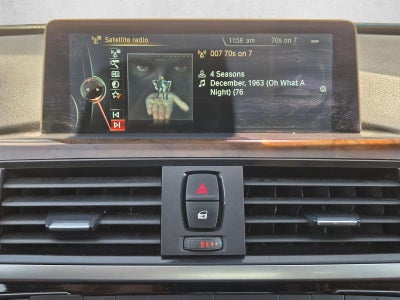 Satellite radio
11:58 am
70s on 7
007 70s on 7
4 Seasons
December, 1963 (Oh What A
Night) (76